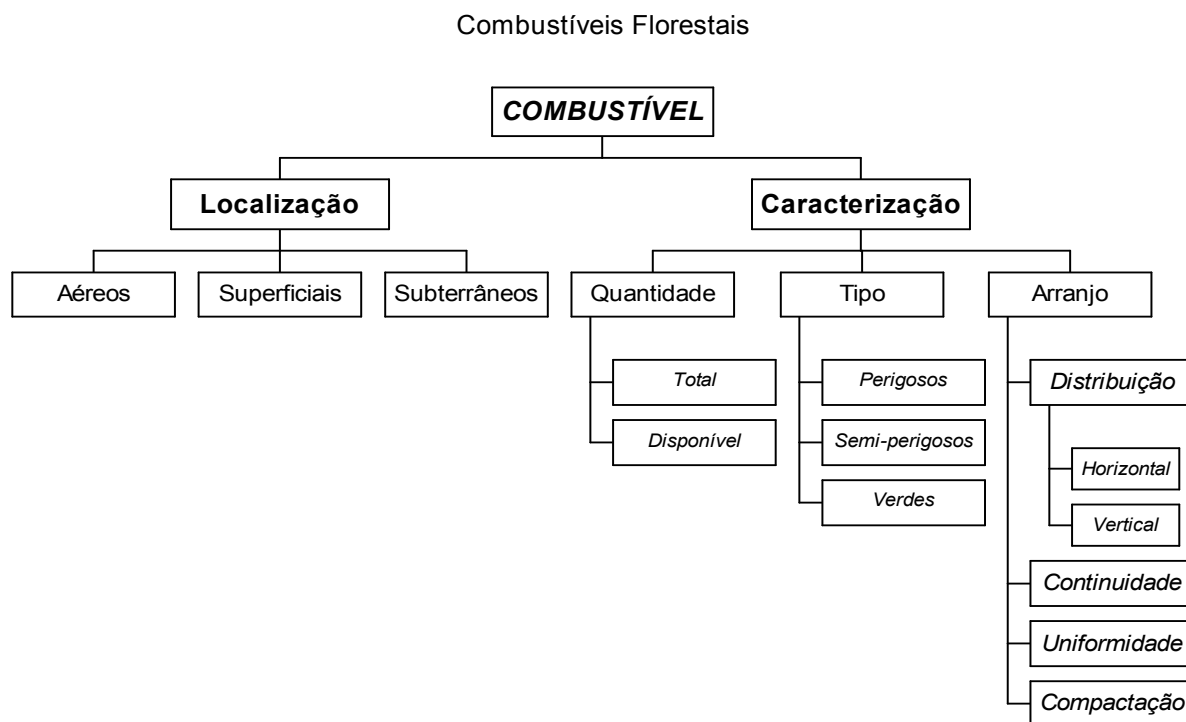 Combustíveis Florestais
COMBUSTÍVEL
Localização
Caracterização
Aéreos
Superficiais
Subterrâneos
Quantidade
Tipo
Arranjo
Total
Perigosos
Distribuição
Disponível
Semi-perigosos
Horizontal
Verdes
Vertical
Continuidade
Uniformidade
Compactação